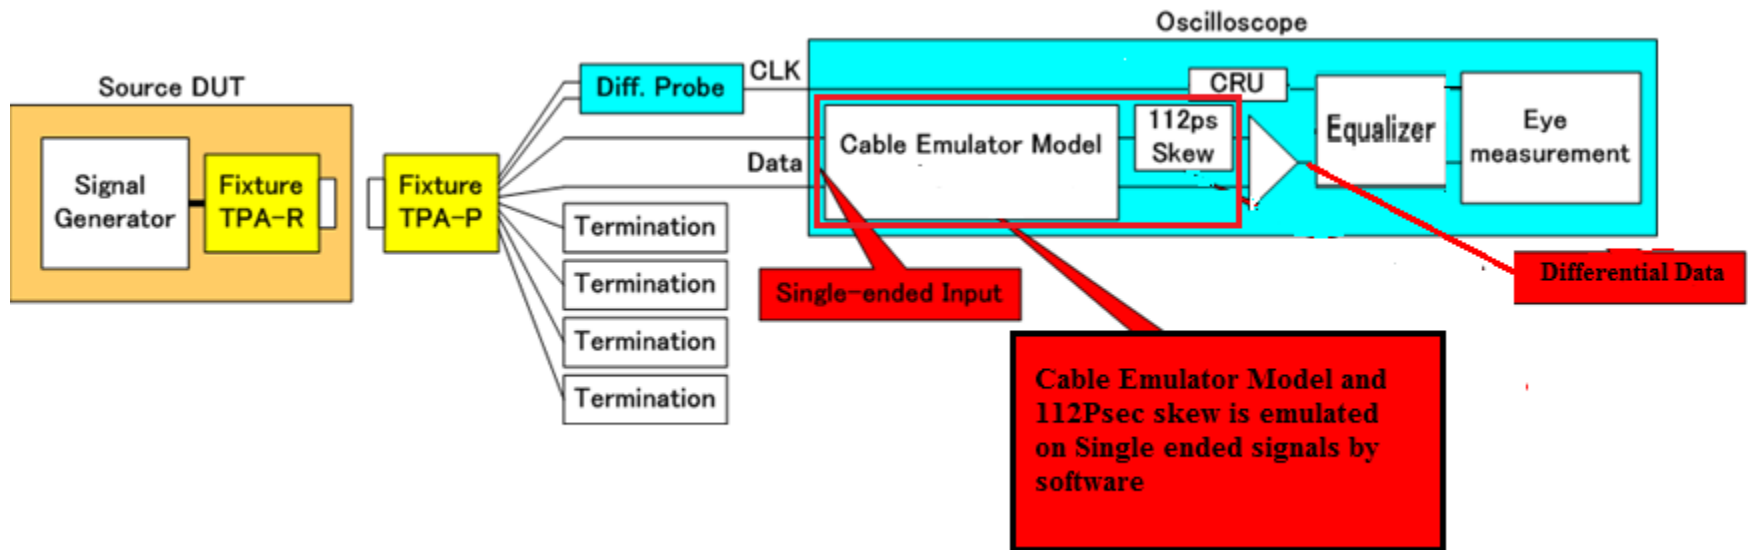 Oscilloscope
Source DUT
Diff. Probe
CLK
CRU
Signal
Generator
Fixture
TPA-R
Fixture
TPA-P
Data
Cable Emulator Model
112ps
Skew
Equalizer
Eye
measurement
Termination
Termination
Termination
Termination
Single-ended Input
Differential Data
Cable Emulator Model and
112Psec skew is emulated
on Single ended signals by
software